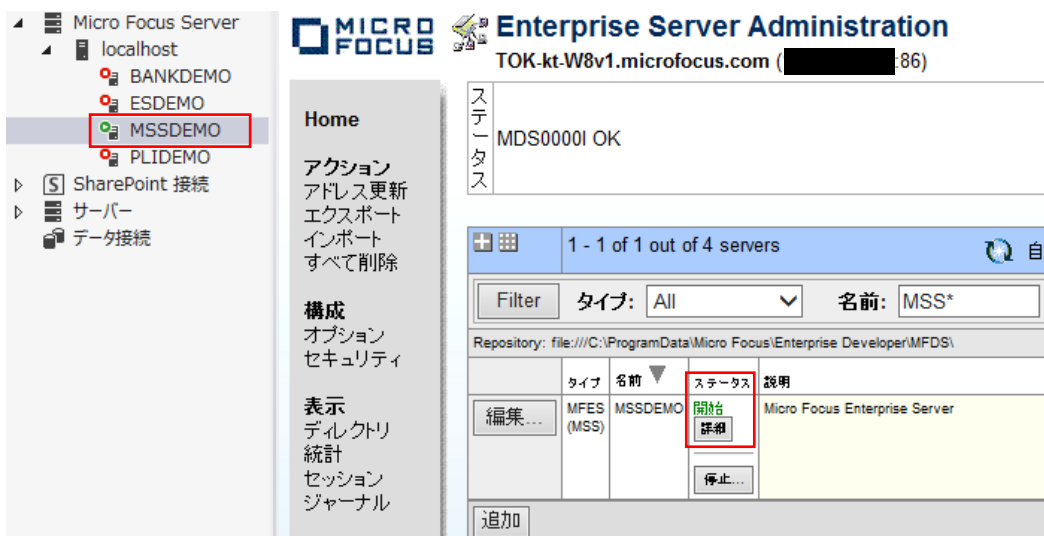 Micro Focus Server
localhost
BANKDEMO
ESDEMO
MSSDEMO
PLIDEMO
SharePoint 接続
サーバー
データ接続
MICRO
FOCUS
Enterprise Server Administration
TOK-kt-W8v1.microfocus.com ( :86)
Home
アクション
アドレス更新
エクスポート
インポート
すべて削除
構成
オプション
セキュリティ
表示
ディレクトリ
統計
セッション
ジャーナル
ステータス
MDS0000I OK
1 - 1 of 1 out of 4 servers
自
Filter
タイプ: All
名前: MSS*
Repository: file:///C:\ProgramData\Micro Focus\Enterprise Developer\MFDS\
タイプ 名前 ステータス 説明
編集...
MFES
(MSS)
MSSDEMO
開始
詳細
停止...
Micro Focus Enterprise Server
追加